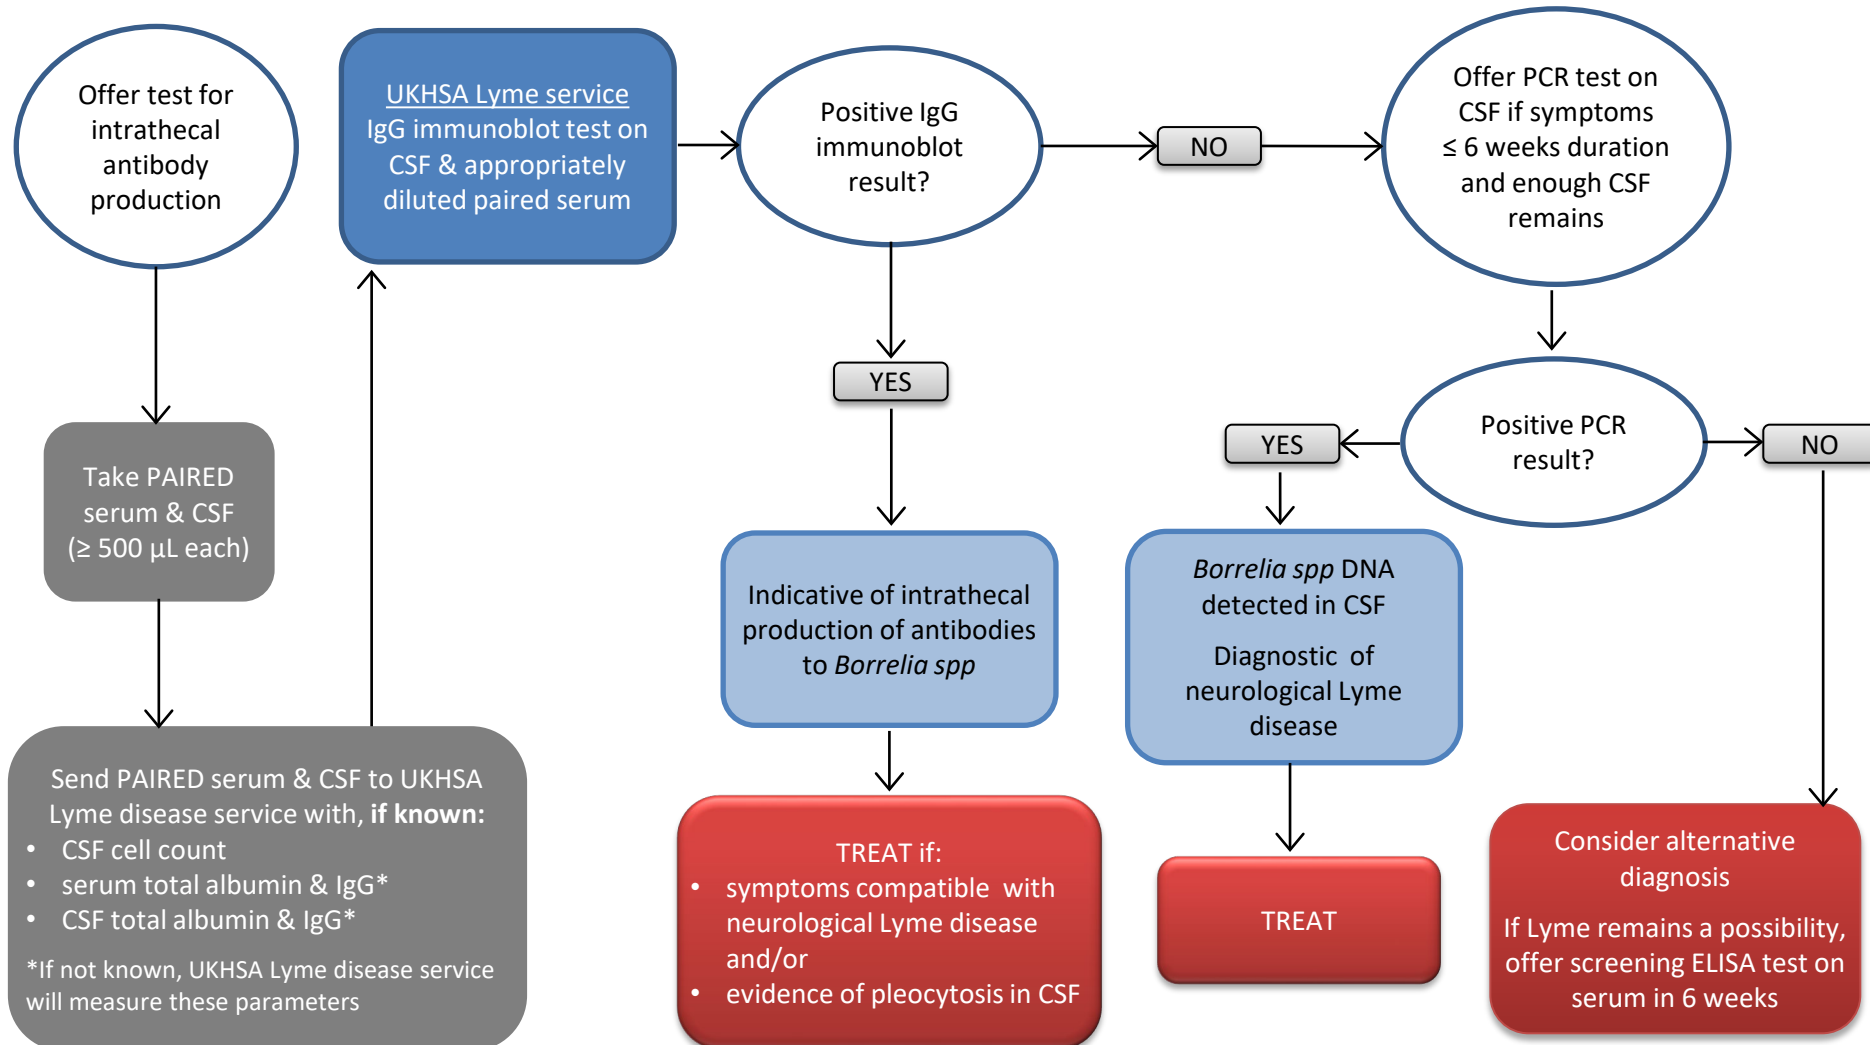 Offer test for
intrathecal
antibody
production
Take PAIRED
serum & CSF
(≥ 500 µL each)
Send PAIRED serum & CSF to UKHSA
Lyme disease service with, if known:
• CSF cell count
• serum total albumin & IgG*
• CSF total albumin & IgG*
*If not known, UKHSA Lyme disease service
will measure these parameters
UKHSA Lyme service
IgG immunoblot test on
CSF & appropriately
diluted paired serum
Positive IgG
immunoblot
result?
YES
Indicative of intrathecal
production of antibodies
to Borrelia spp
TREAT if:
• symptoms compatible with
neurological Lyme disease
and/or
• evidence of pleocytosis in CSF
NO
Offer PCR test on
CSF if symptoms
≤ 6 weeks duration
and enough CSF
remains
Positive PCR
result?
YES
Borrelia spp DNA
detected in CSF
Diagnostic of
neurological Lyme
disease
TREAT
NO
Consider alternative
diagnosis
If Lyme remains a possibility,
offer screening ELISA test on
serum in 6 weeks